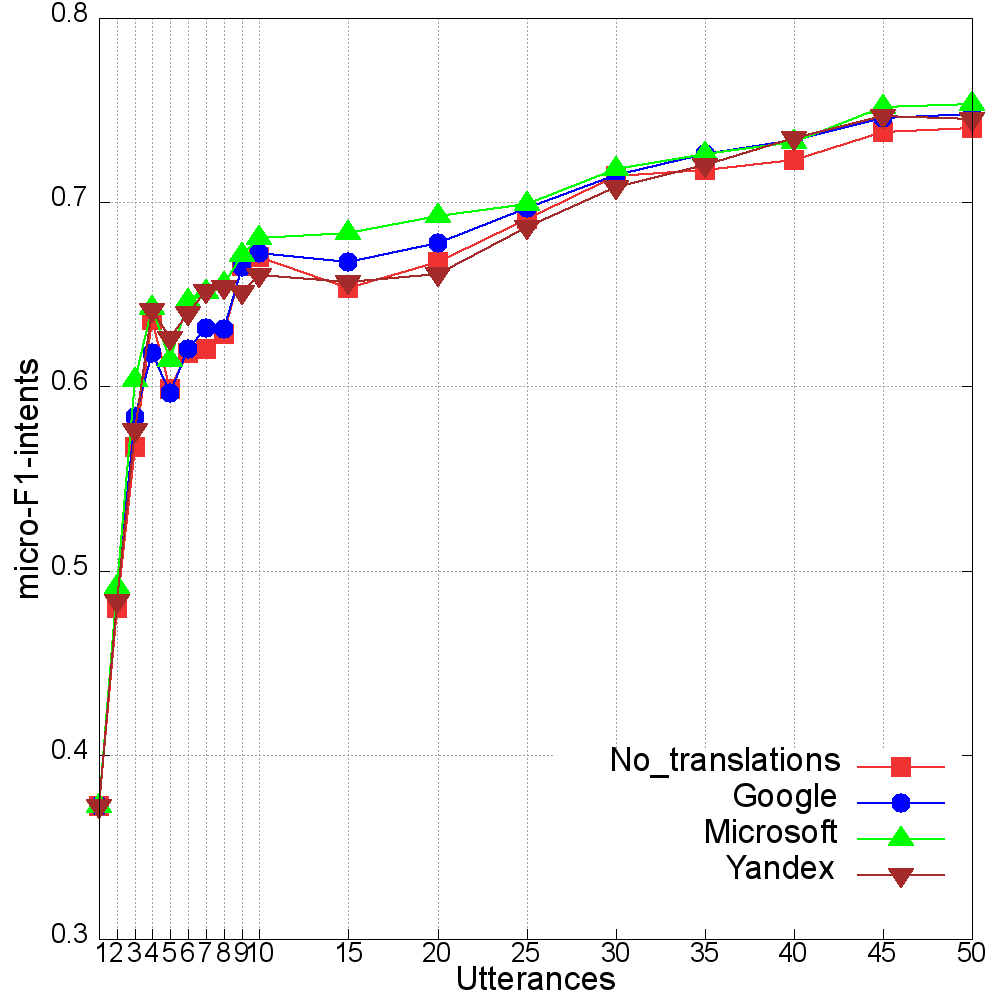 0.8
0.7
0.6
0.5
0.4
0.3
micro-F1-intents
No_translations
Google
Microsoft
Yandex
1 2 3 4 5 6 7 8 9 10 15 20 25 30 35 40 45 50
Utterances